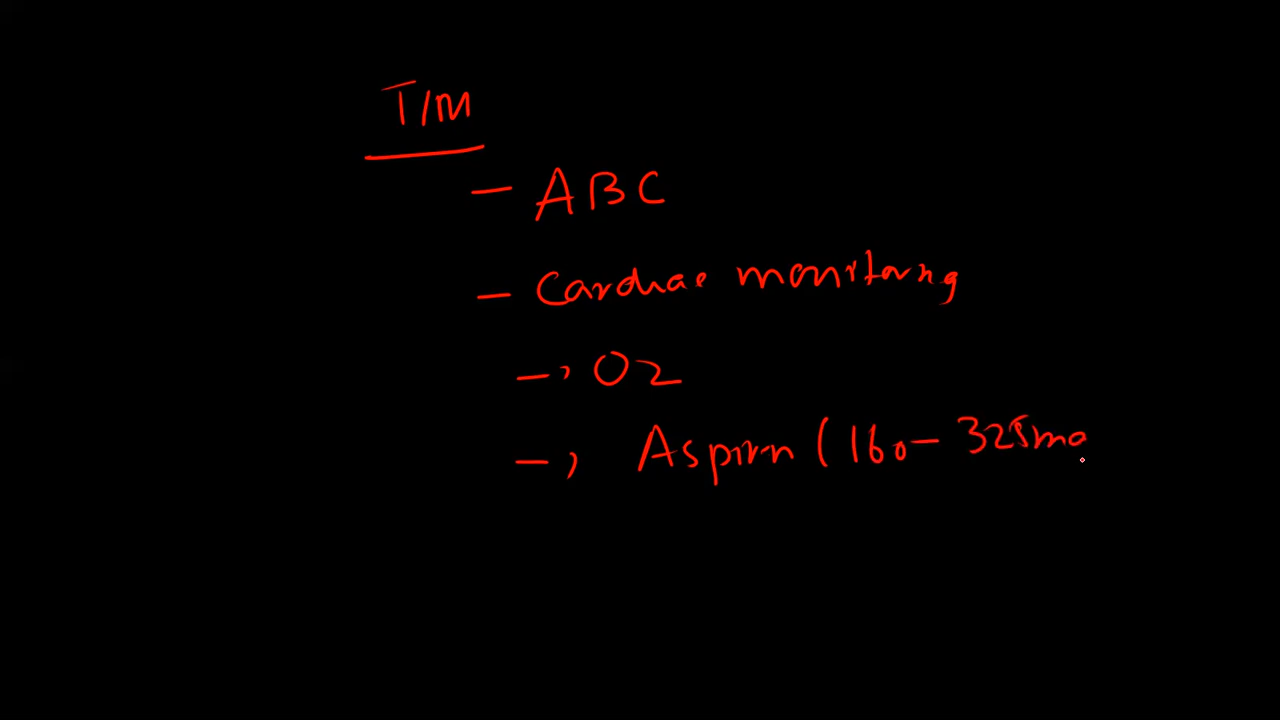 T/M
- ABC
- Cardiac monitoring
-> O2
-> Aspirin (160-325mg